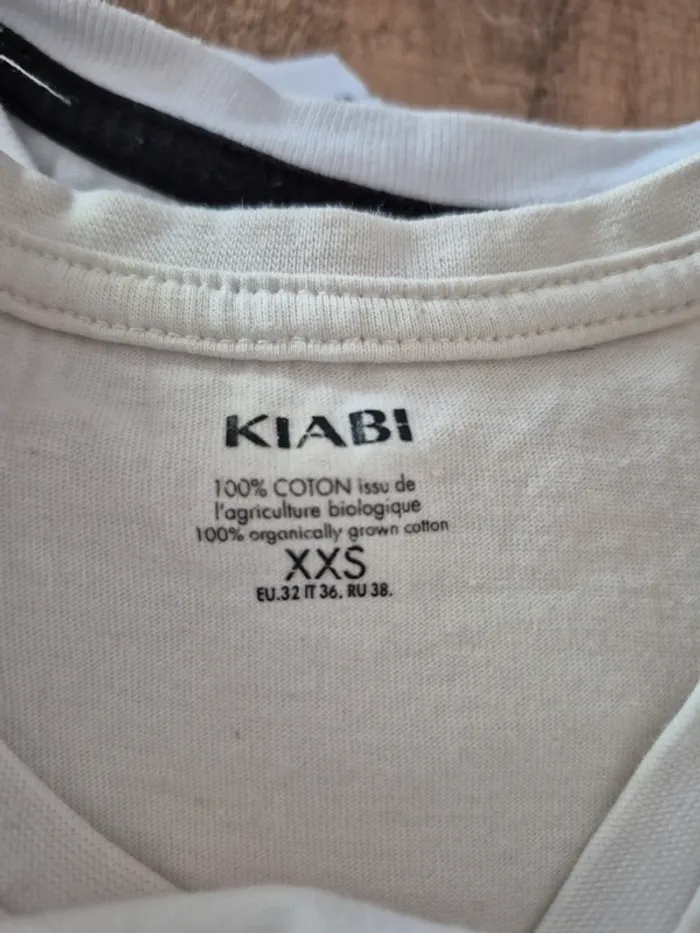 KIABI
100% COTON issu de
l'agriculture biologique
100% organically grown cotton
XXS
EU.32 IT 36. RU 38.